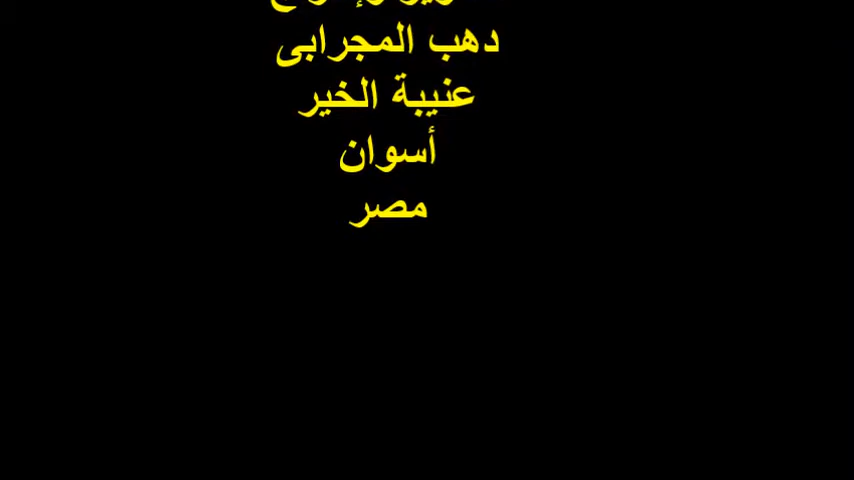 دهب المجرابى
عنيبة الخير
أسوان
مصر